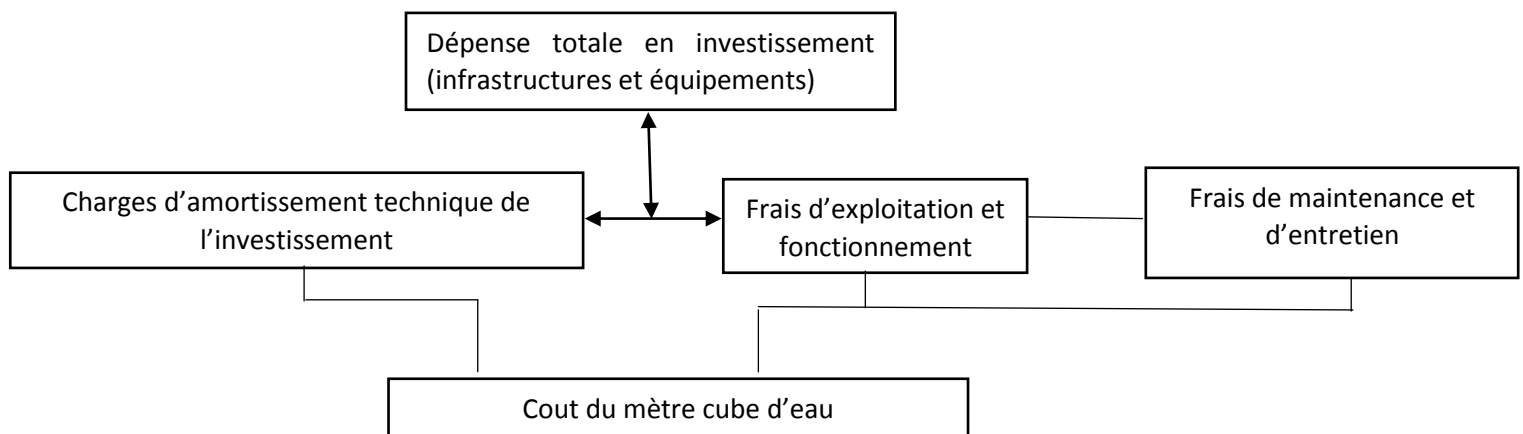 Dépense totale en investissement
(infrastructures et équipements)
Charges d’amortissement technique de
l’investissement
Frais d’exploitation et
fonctionnement
Frais de maintenance et
d’entretien
Cout du mètre cube d’eau